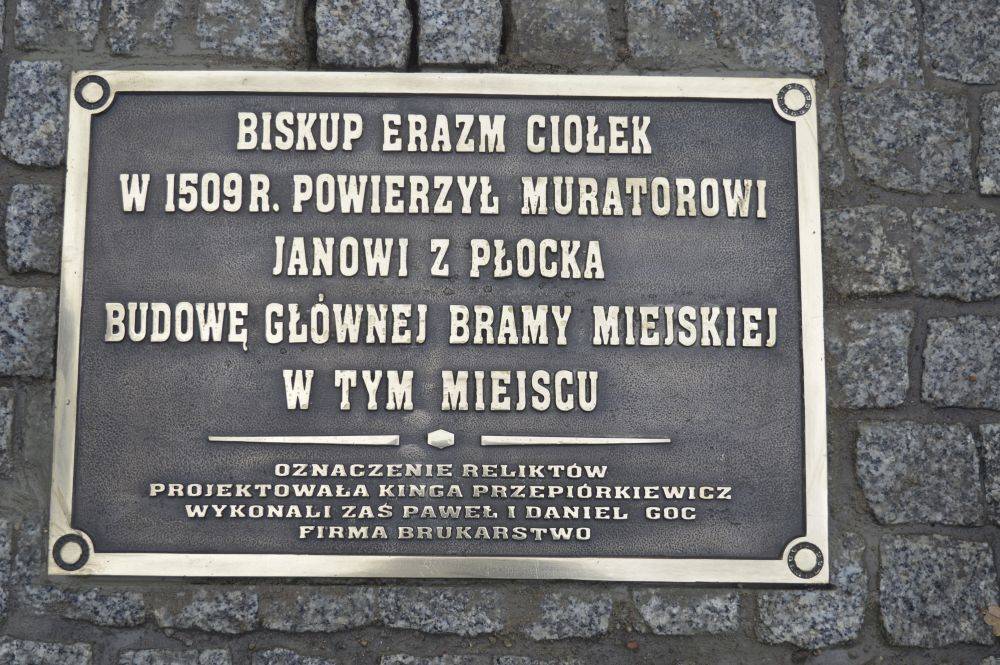 BISKUP ERAZM CIOŁEK
W 1509 R. POWIERZYŁ MURATOROWI
JANOWI Z PŁOCKA
BUDOWĘ GŁÓWNEJ BRAMY MIEJSKIEJ
W TYM MIEJSCU
OZNACZENIE RELIKTÓW
PROJEKTOWAŁA KINGA PRZEPIÓRKIEWICZ
WYKONALI ZAŚ PAWEŁ I DANIEL GOC
FIRMA BRUKARSTWO